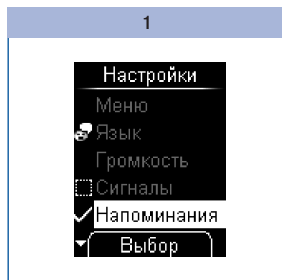 1
Настройки
Меню
Язык
Громкость
Сигналы
Напоминания
Выбор